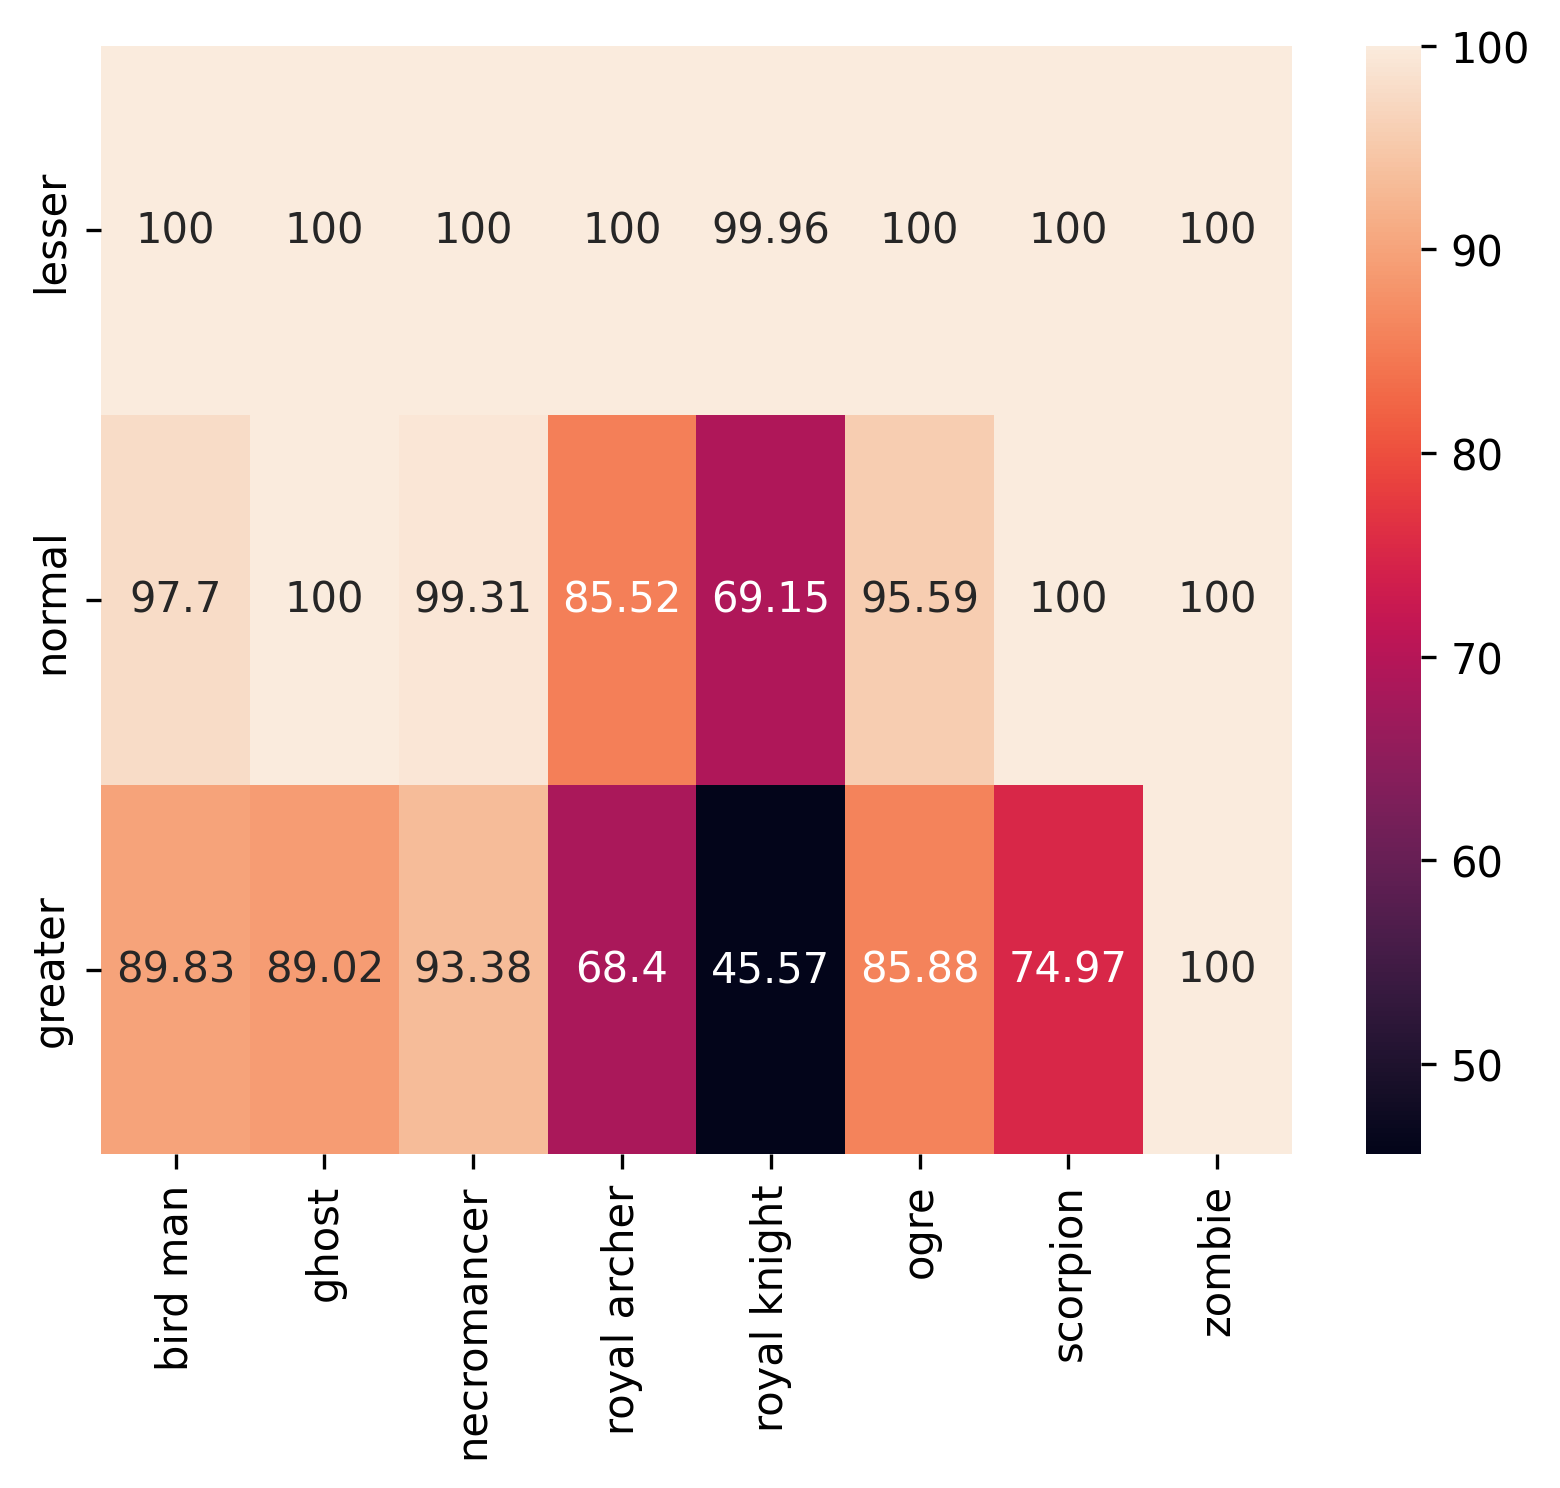 100
lesser 100 100 100 100 99.96 100 100 100
90
80
normal 97.7 100 99.31 85.52 69.15 95.59 100 100
70
60
greater 89.83 89.02 93.38 68.4 45.57 85.88 74.97 100
50
bird man
ghost
necromancer
royal archer
royal knight
ogre
scorpion
zombie